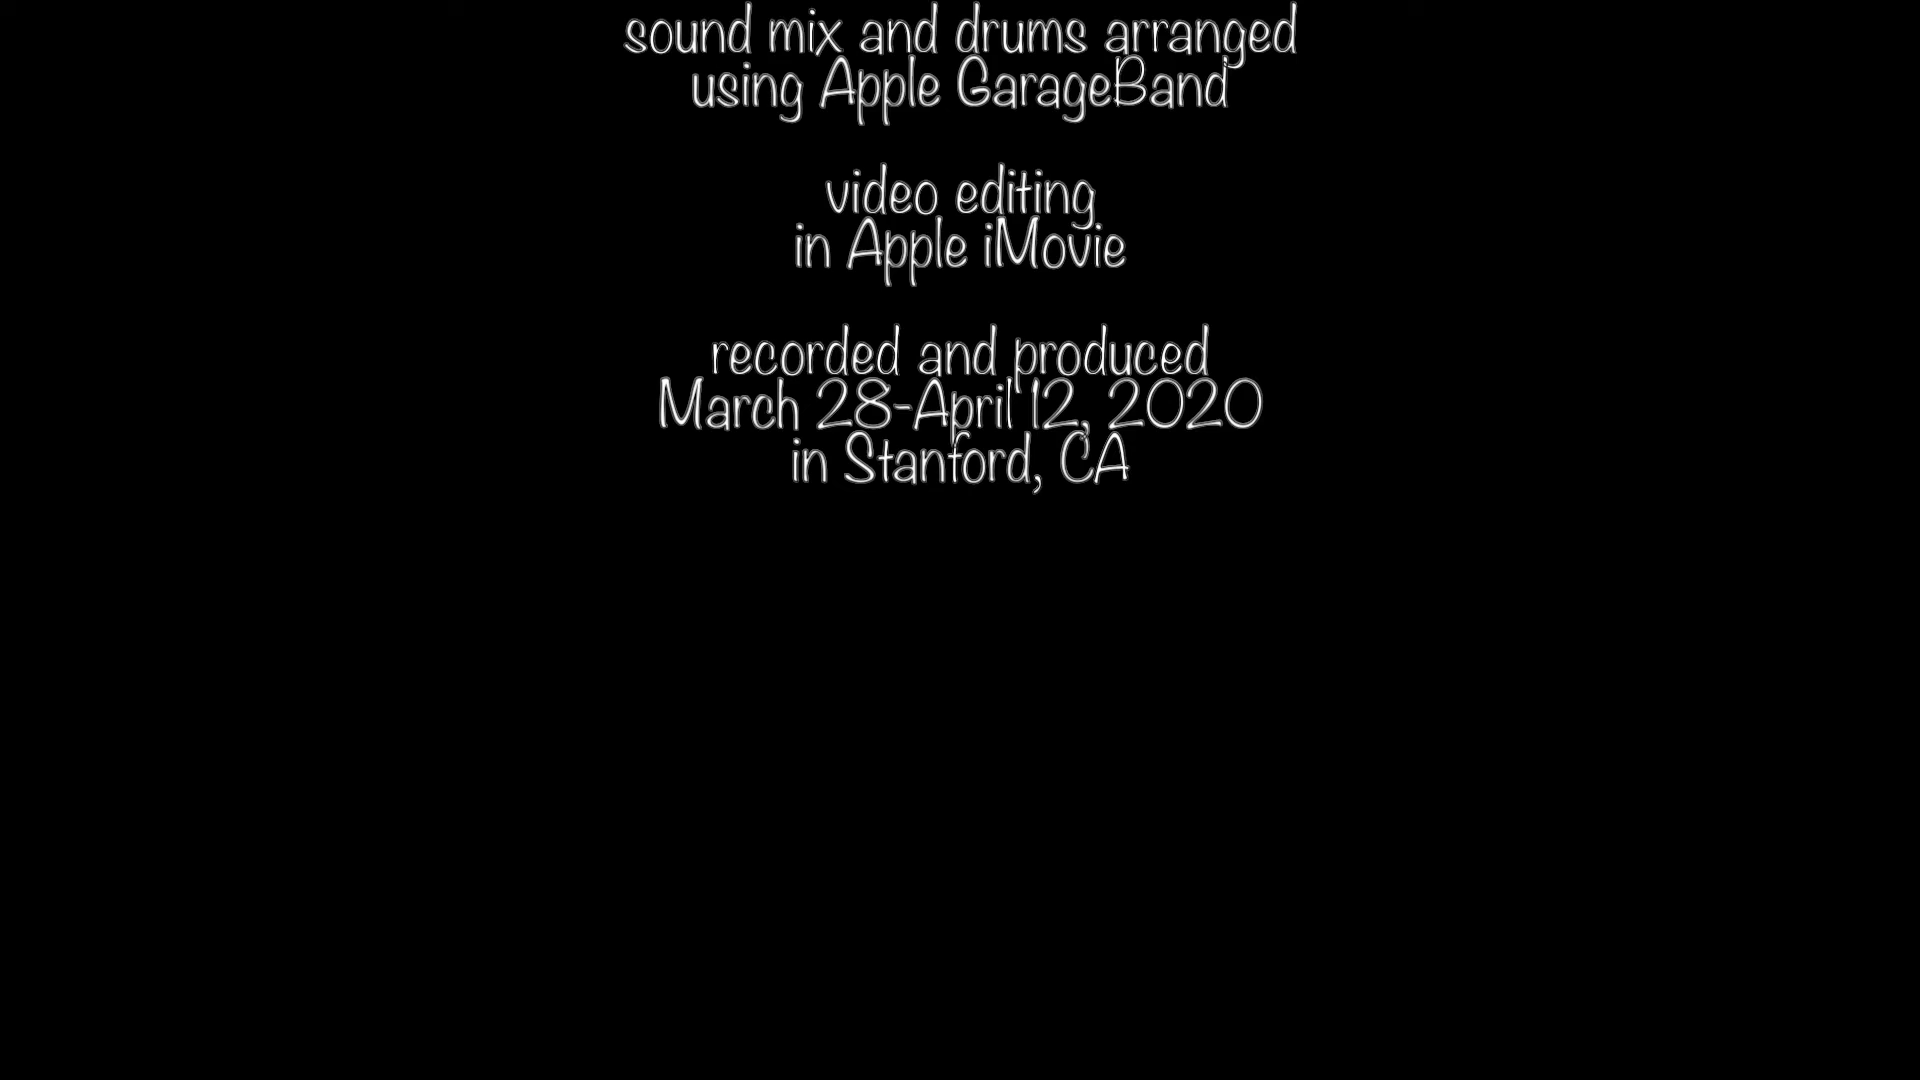 sound mix and drums arranged
using Apple GarageBand
video editing
in Apple iMovie
recorded and produced
March 28-April 12, 2020
in Stanford, CA